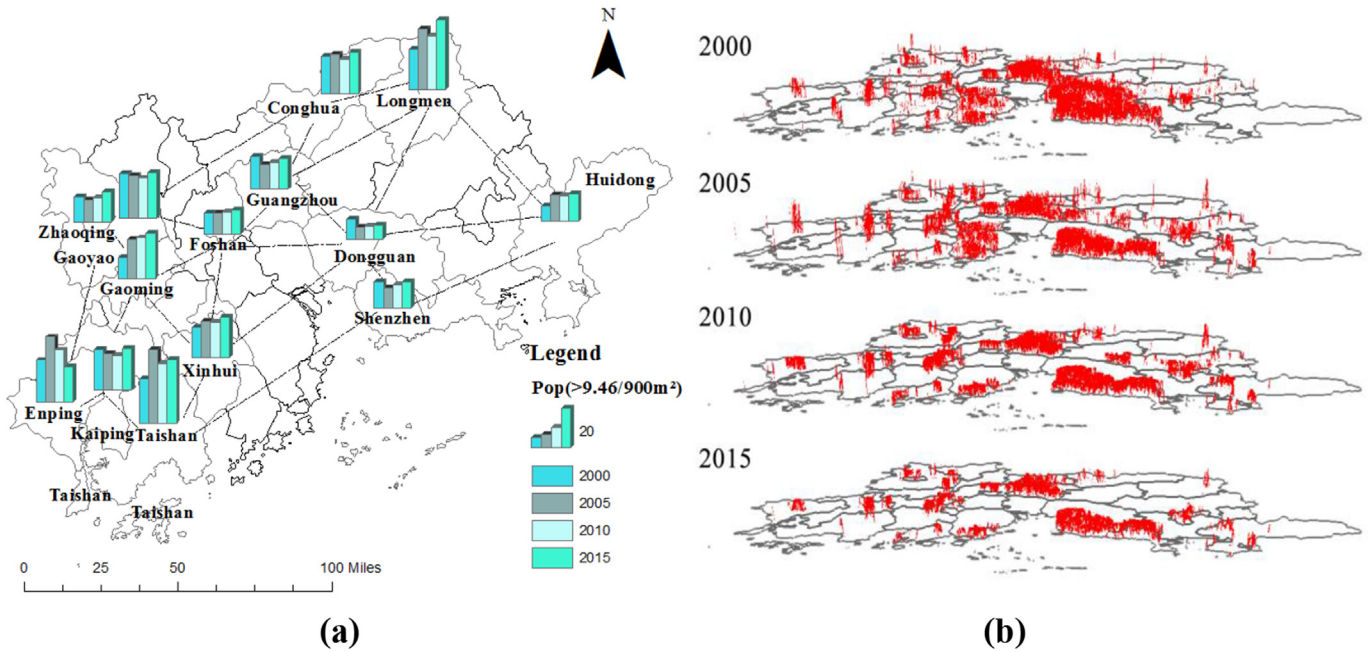 N
Conghua
Longmen
Huidong
Guangzhou
Zhaoqing
Foshan
Gaoyao
Dongguan
Gaoming
Shenzhen
Xinhui
Enping
Kaiping
Taishan
Taishan
Taishan
Legend
Pop(>9.46/900m²)
20
2000
2005
2010
2015
0 25 50 100 Miles
(a)
2000
2005
2010
2015
(b)